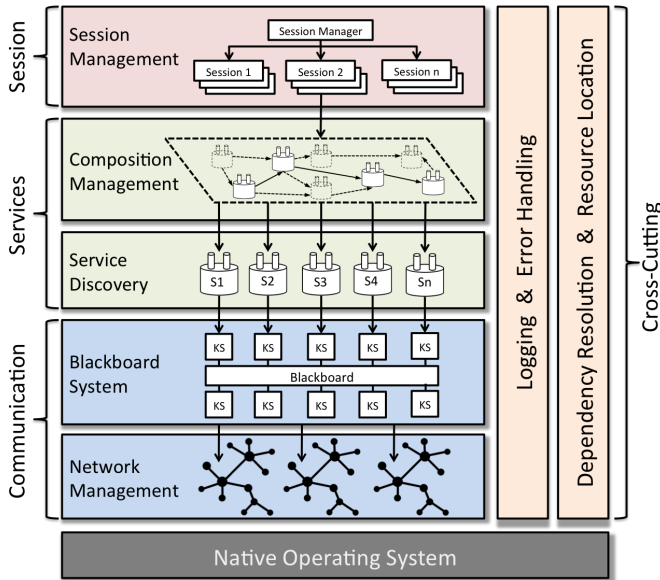 Session
Session
Management
Session Manager
Session 1
Session 2
Session n
Services
Composition
Management
Service
Discovery
S1
S2
S3
S4
Sn
Communication
Blackboard
System
KS
KS
KS
KS
KS
Blackboard
KS
KS
KS
KS
KS
Network
Management
Logging & Error Handling
Dependency Resolution & Resource Location
Cross-Cutting
Native Operating System